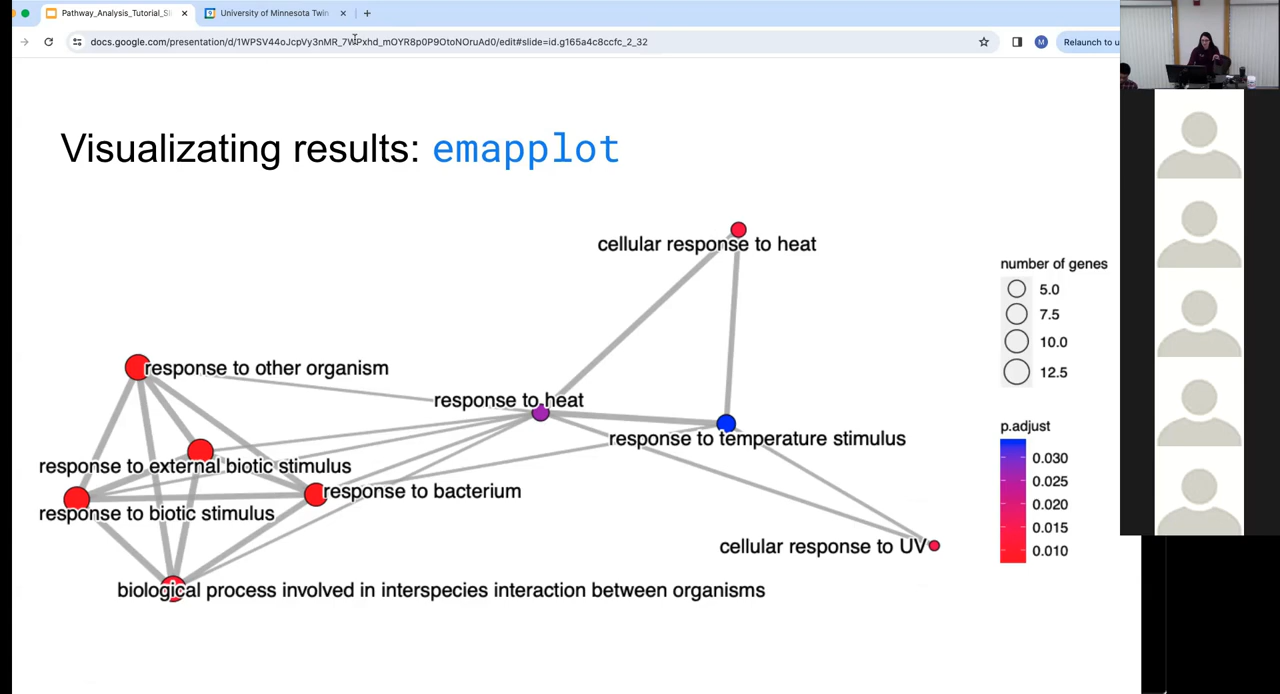 Pathway_Analysis_Tutorial_Sl
University of Minnesota Twin
docs.google.com/presentation/d/1WPSV44oJcpVy3nMR_7WPxhd_mOYR8p0P9OtoNOruAd0/edit#slide=id.g165a4c8ccfc_2_32
M
Relaunch to u
Visualizating results: emapplot
cellular response to heat
response to other organism
response to heat
response to temperature stimulus
response to external biotic stimulus
response to bacterium
response to biotic stimulus
cellular response to UV
biological process involved in interspecies interaction between organisms
number of genes
5.0
7.5
10.0
12.5
p.adjust
0.030
0.025
0.020
0.015
0.010